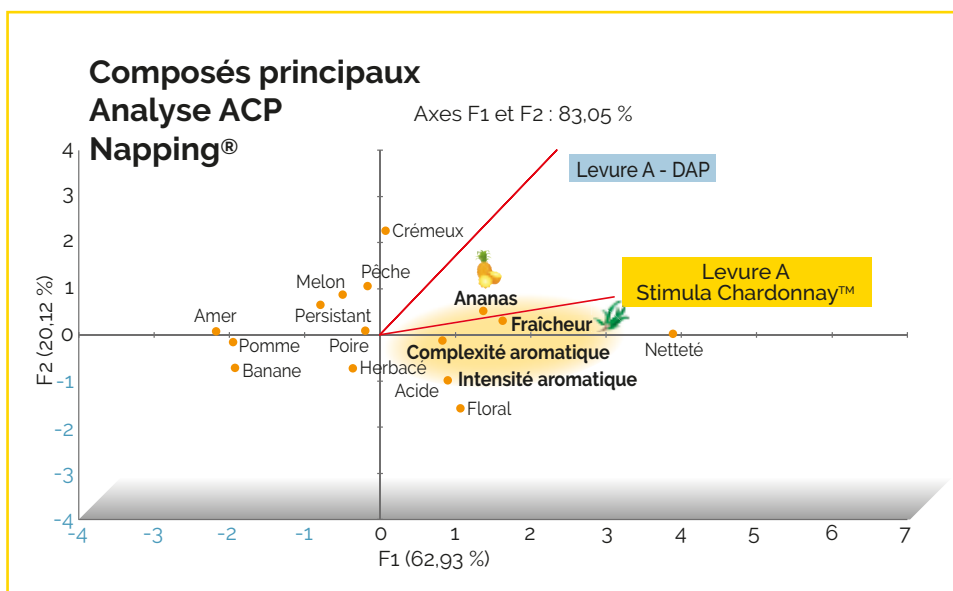 Composés principaux
Analyse ACP
Napping®
Axes F1 et F2 : 83,05 %
4
3
2
1
0
-1
-2
-3
-4
F2 (20,12 %)
Levure A - DAP
Crémeux
Pêche
Melon
Ananas
Levure A
Stimula Chardonnay™
Amer
Persistant
Fraîcheur
Pomme
Poire
Complexité aromatique
Netteté
Banane
Herbacé
Intensité aromatique
Acide
Floral
-4 -3 -2 -1 0 1 2 3 4 5 6 7
F1 (62,93 %)